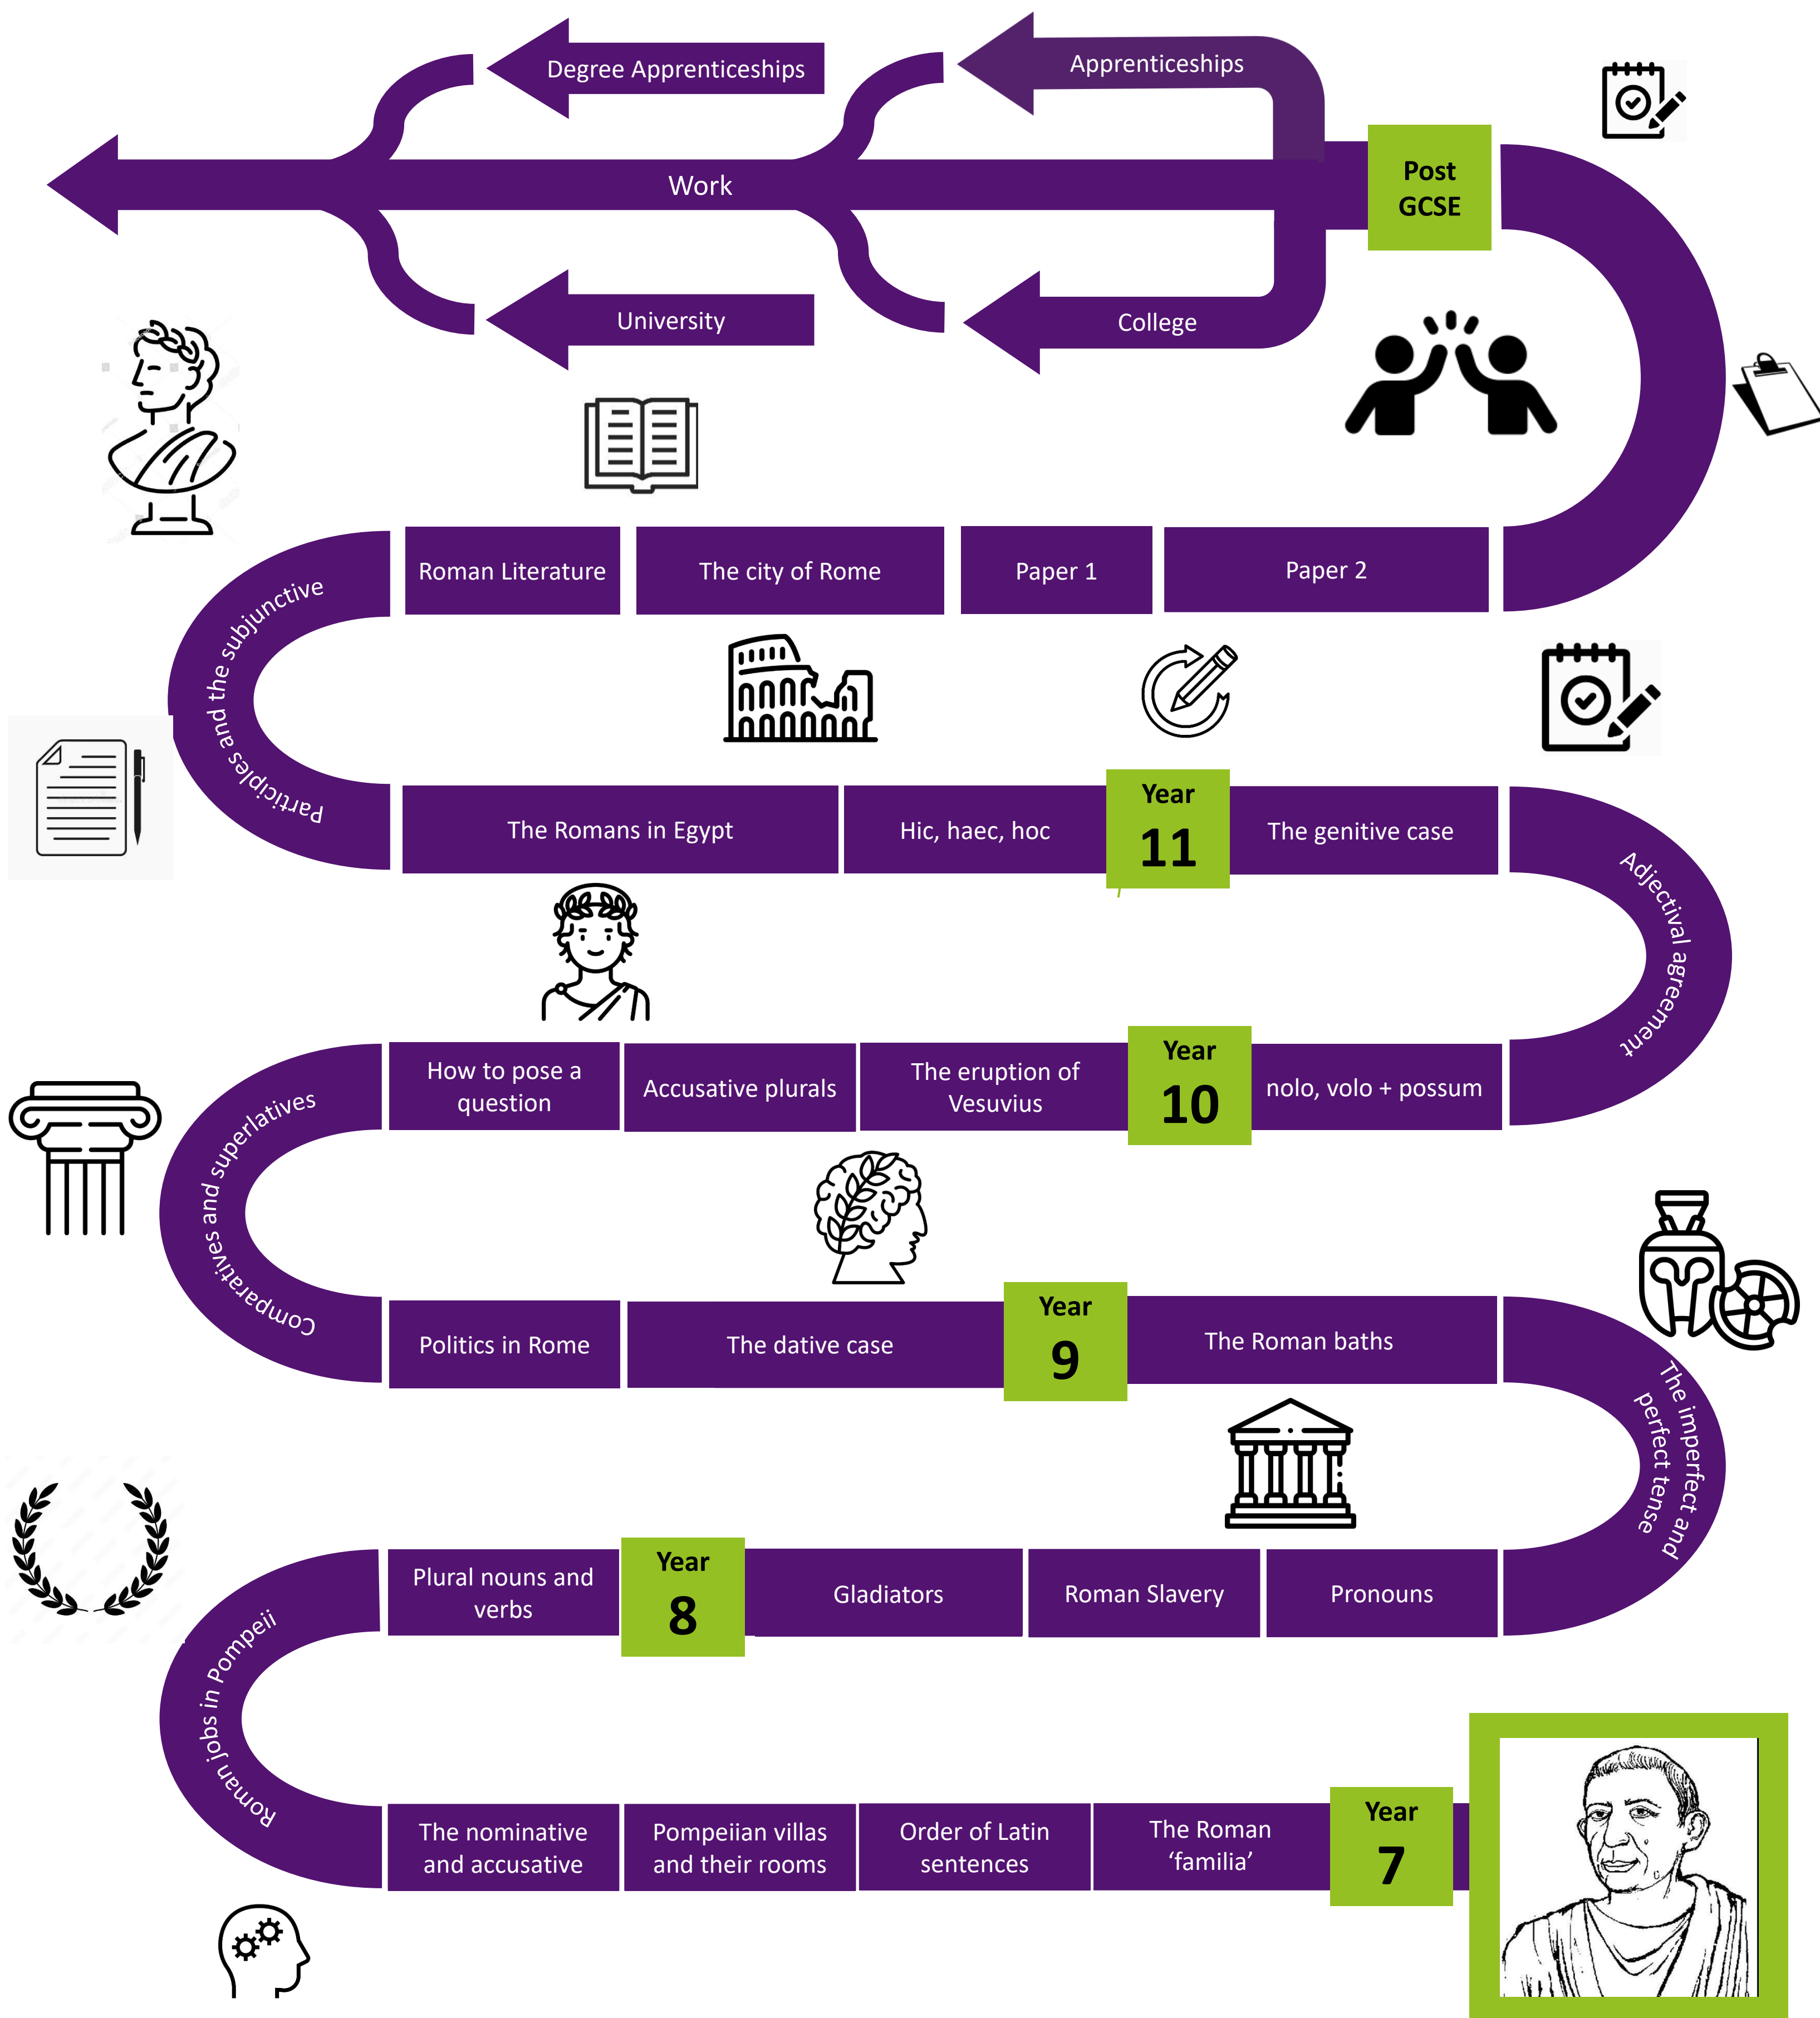 Degree Apprenticeships
Apprenticeships
Work
Post
GCSE
University
College
Roman Literature
The city of Rome
Paper 1
Paper 2
Participles and the subjunctive
The Romans in Egypt
Hic, haec, hoc
Year
11
The genitive case
Adjectival agreement
How to pose a
question
Accusative plurals
The eruption of
Vesuvius
Year
10
nolo, volo + possum
Comparatives and superlatives
Politics in Rome
The dative case
Year
9
The Roman baths
The imperfect and
perfect tense
Plural nouns and
verbs
Year
8
Gladiators
Roman Slavery
Pronouns
Roman jobs in Pompeii
The nominative
and accusative
Pompeiian villas
and their rooms
Order of Latin
sentences
The Roman
‘familia’
Year
7